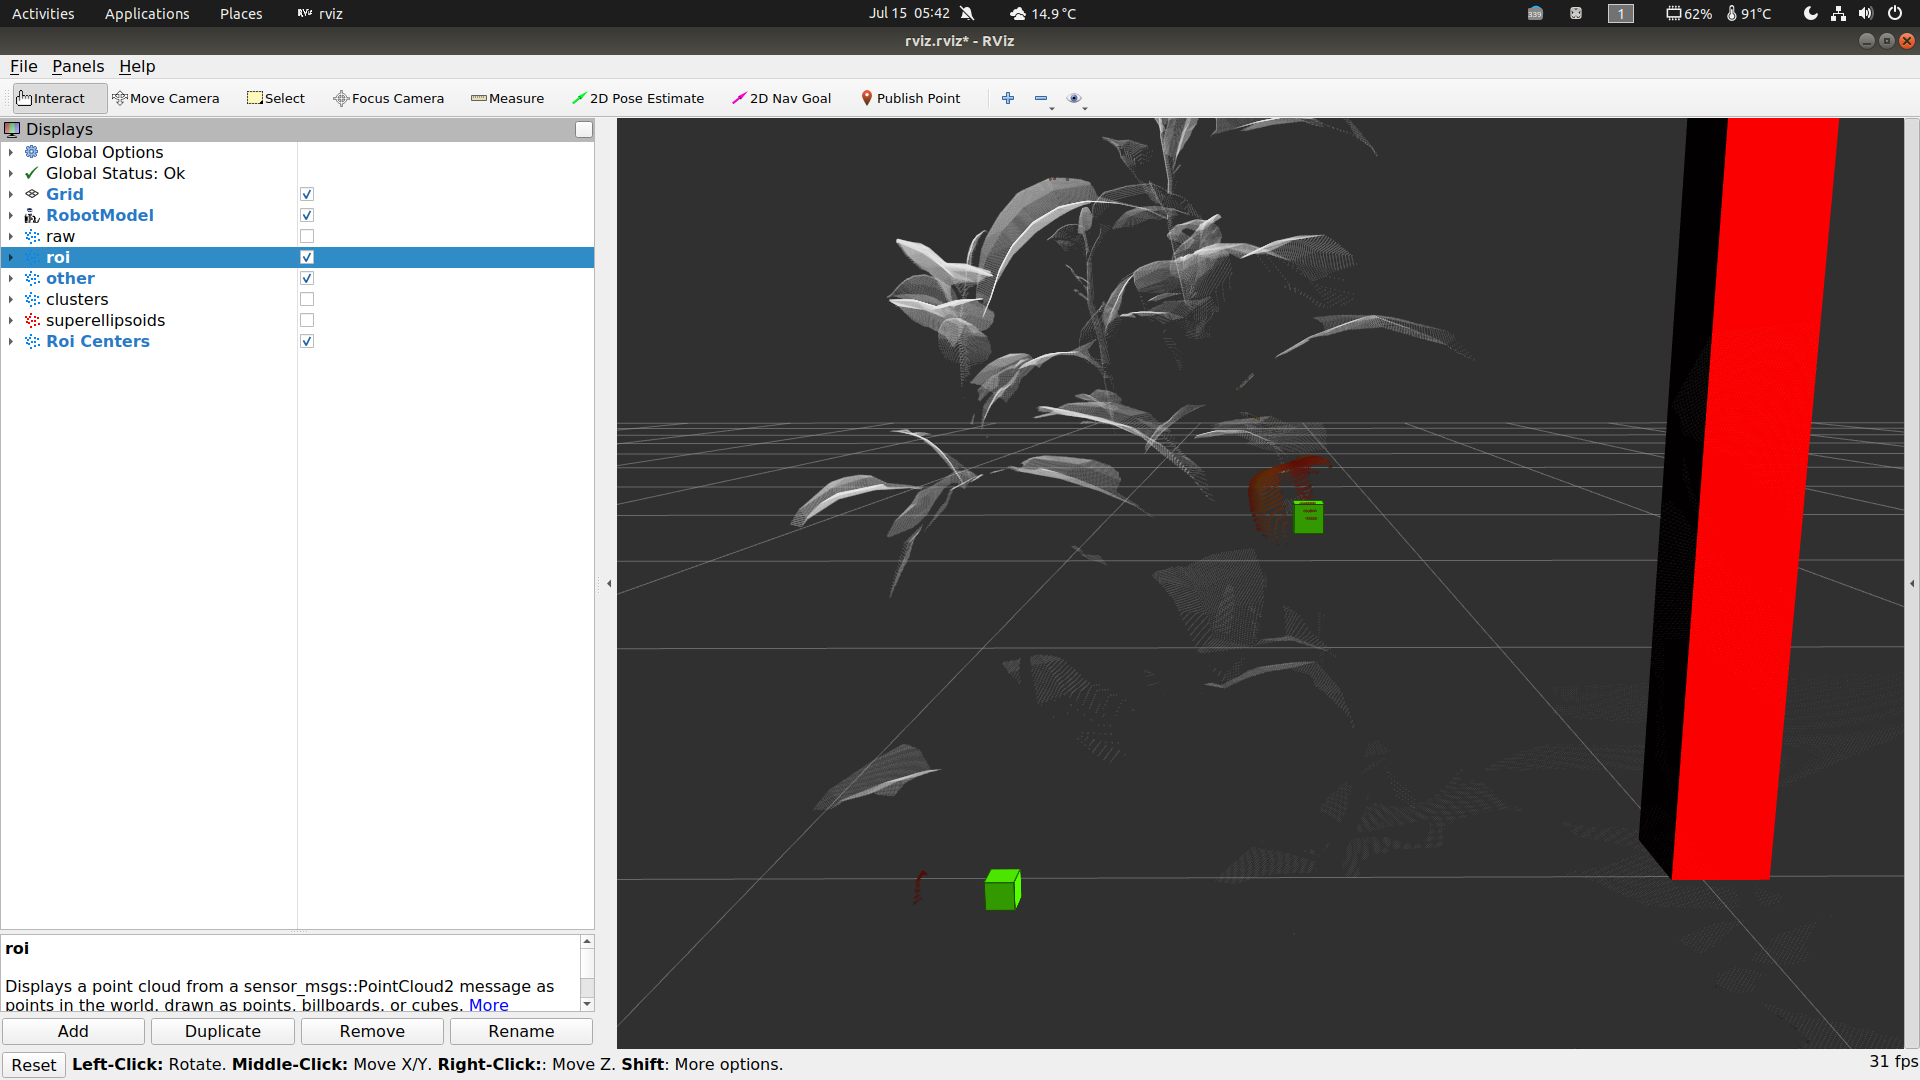 Activities Applications Places RViz rviz Jul 15 05:42 14.9 °C 339 1 62% 91°C
rviz.rviz* - RViz
File Panels Help
Interact Move Camera Select Focus Camera Measure 2D Pose Estimate 2D Nav Goal Publish Point
Displays
Global Options
Global Status: Ok
Grid
RobotModel
raw
roi
other
clusters
superellipsoids
Roi Centers
roi
Displays a point cloud from a sensor_msgs::PointCloud2 message as
points in the world, drawn as points, billboards, or cubes. More
Add Duplicate Remove Rename
Reset Left-Click: Rotate. Middle-Click: Move X/Y. Right-Click:: Move Z. Shift: More options. 31 fps